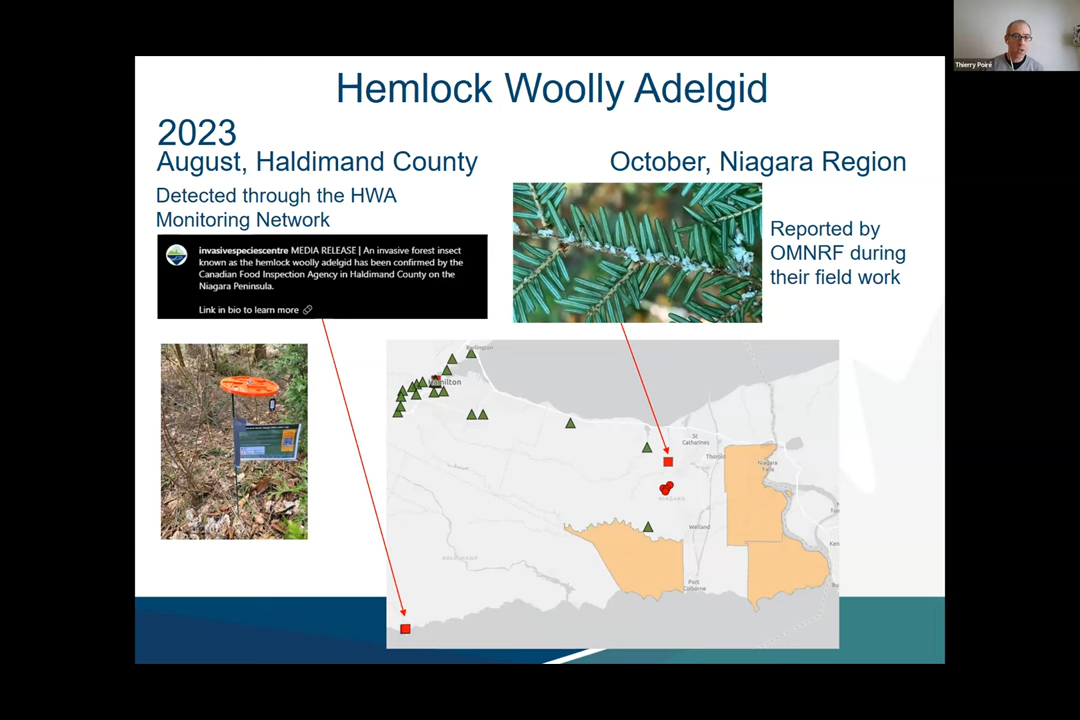 Thierry Poiré
Hemlock Woolly Adelgid
2023
August, Haldimand County
October, Niagara Region
Detected through the HWA
Monitoring Network
invasivespeciescentre MEDIA RELEASE | An invasive forest insect
known as the hemlock woolly adelgid has been confirmed by the
Canadian Food Inspection Agency in Haldimand County on the
Niagara Peninsula.
Link in bio to learn more
Reported by
OMNRF during
their field work
Burlington
Hamilton
St
Catharines
Thorold
Niagara
Falls
NIAGARA
Welland
HALDIMAND
Port
Colborne